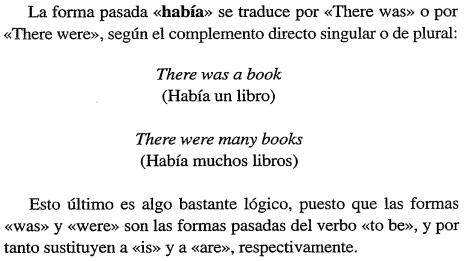 La forma pasada «había» se traduce por «There was» o por
«There were», según el complemento directo singular o de plural:
There was a book
(Había un libro)
There were many books
(Había muchos libros)
Esto último es algo bastante lógico, puesto que las formas
«was» y «were» son las formas pasadas del verbo «to be», y por
tanto sustituyen a «is» y a «are», respectivamente.